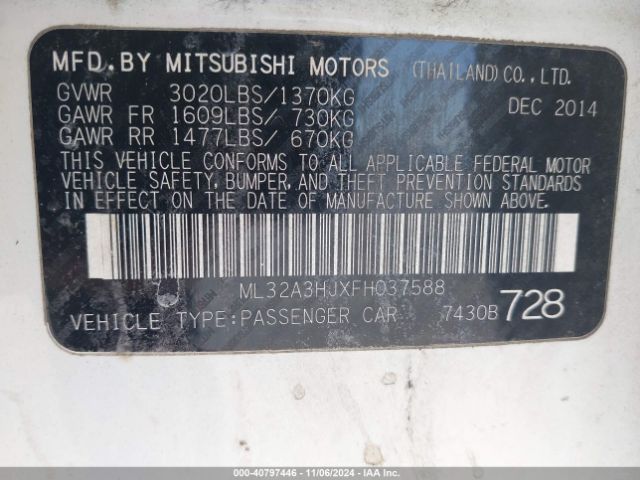 MFD.BY MITSUBISHI MOTORS (THAILAND)CO.,LTD.
GVWR 3020LBS/1370KG DEC 2014
GAWR FR 1609LBS/ 730KG
GAWR RR 1477LBS/ 670KG
THIS VEHICLE CONFORMS TO ALL APPLICABLE FEDERAL MOTOR
VEHICLE SAFETY, BUMPER, AND THEFT PREVENTION STANDARDS
IN EFFECT ON THE DATE OF MANUFACTURE SHOWN ABOVE.
ML32A3HJXFH037588
VEHICLE TYPE:PASSENGER CAR 7430B 728
000-40797446 - 11/06/2024 - IAAI.COM